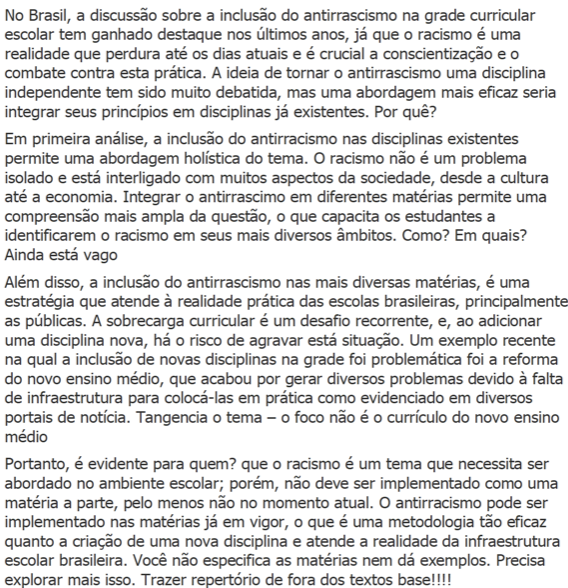 No Brasil, a discussão sobre a inclusão do antirrascismo na grade curricular
escolar tem ganhado destaque nos últimos anos, já que o racismo é uma
realidade que perdura até os dias atuais e é crucial a conscientização e o
combate contra esta prática. A ideia de tornar o antirrascismo uma disciplina
independente tem sido muito debatida, mas uma abordagem mais eficaz seria
integrar seus princípios em disciplinas já existentes. Por quê?
Em primeira análise, a inclusão do antirracismo nas disciplinas existentes
permite uma abordagem holística do tema. O racismo não é um problema
isolado e está interligado com muitos aspectos da sociedade, desde a cultura
até a economia. Integrar o antirrascimo em diferentes matérias permite uma
compreensão mais ampla da questão, o que capacita os estudantes a
identificarem o racismo em seus mais diversos âmbitos. Como? Em quais?
Ainda está vago
Além disso, a inclusão do antirrascismo nas mais diversas matérias, é uma
estratégia que atende à realidade prática das escolas brasileiras, principalmente
as públicas. A sobrecarga curricular é um desafio recorrente, e, ao adicionar
uma disciplina nova, há o risco de agravar está situação. Um exemplo recente
na qual a inclusão de novas disciplinas na grade foi problemática foi a reforma
do novo ensino médio, que acabou por gerar diversos problemas devido à falta
de infraestrutura para colocá-las em prática como evidenciado em diversos
portais de notícia. Tangencia o tema – o foco não é o currículo do novo ensino
médio
Portanto, é evidente para quem? que o racismo é um tema que necessita ser
abordado no ambiente escolar; porém, não deve ser implementado como uma
matéria a parte, pelo menos não no momento atual. O antirracismo pode ser
implementado nas matérias já em vigor, o que é uma metodologia tão eficaz
quanto a criação de uma nova disciplina e atende a realidade da infraestrutura
escolar brasileira. Você não especifica as matérias nem dá exemplos. Precisa
explorar mais isso. Trazer repertório de fora dos textos base!!!!